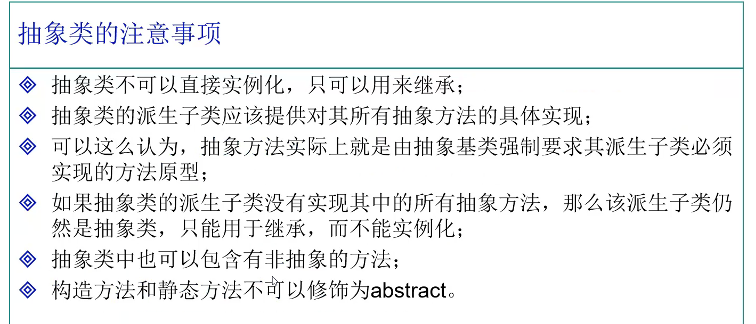 抽象类的注意事项
抽象类不可以直接实例化，只可以用来继承；
抽象类的派生子类应该提供对其所有抽象方法的具体实现；
可以这么认为，抽象方法实际上就是由抽象基类强制要求其派生子类必须
实现的方法原型；
如果抽象类的派生子类没有实现其中的所有抽象方法，那么该派生子类仍
然是抽象类，只能用于继承，而不能实例化；
抽象类中也可以包含有非抽象的方法；
构造方法和静态方法不可以修饰为abstract。